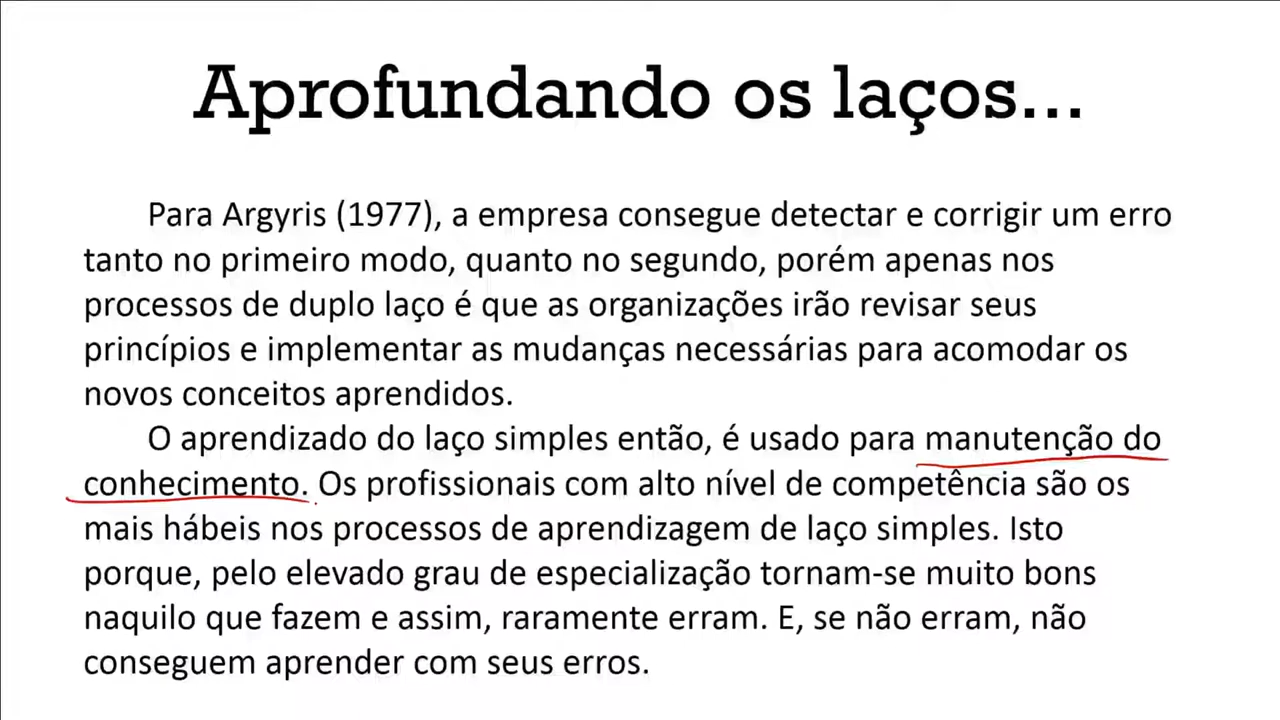 Aprofundando os laços...
Para Argyris (1977), a empresa consegue detectar e corrigir um erro
tanto no primeiro modo, quanto no segundo, porém apenas nos
processos de duplo laço é que as organizações irão revisar seus
princípios e implementar as mudanças necessárias para acomodar os
novos conceitos aprendidos.
O aprendizado do laço simples então, é usado para manutenção do
conhecimento. Os profissionais com alto nível de competência são os
mais hábeis nos processos de aprendizagem de laço simples. Isto
porque, pelo elevado grau de especialização tornam-se muito bons
naquilo que fazem e assim, raramente erram. E, se não erram, não
conseguem aprender com seus erros.